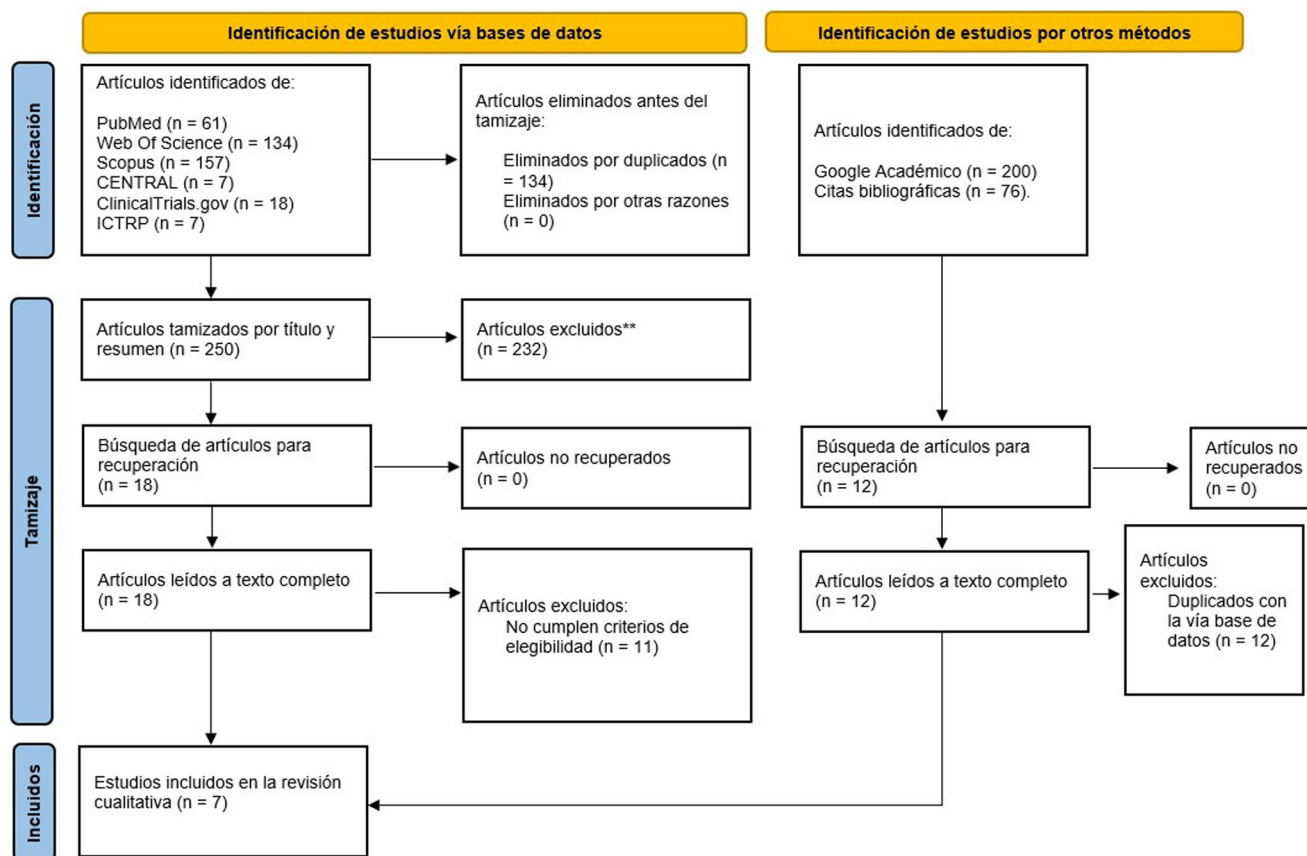 Identificación de estudios vía bases de datos
Identificación de estudios por otros métodos
Identificación
Artículos identificados de:
PubMed (n = 61)
Web Of Science (n = 134)
Scopus (n = 157)
CENTRAL (n = 7)
ClinicalTrials.gov (n = 18)
ICTRP (n = 7)
Artículos eliminados antes del
tamizaje:
Eliminados por duplicados (n
= 134)
Eliminados por otras razones
(n = 0)
Artículos identificados de:
Google Académico (n = 200)
Citas bibliográficas (n = 76).
Tamizaje
Artículos tamizados por título y
resumen (n = 250)
Artículos excluidos**
(n = 232)
Búsqueda de artículos para
recuperación
(n = 18)
Artículos no recuperados
(n = 0)
Búsqueda de artículos para
recuperación
(n = 12)
Artículos no
recuperados
(n = 0)
Artículos leídos a texto completo
(n = 18)
Artículos excluidos:
No cumplen criterios de
elegibilidad (n = 11)
Artículos leídos a texto completo
(n = 12)
Artículos
excluidos:
Duplicados con
la vía base de
datos (n = 12)
Incluidos
Estudios incluidos en la revisión
cualitativa (n = 7)